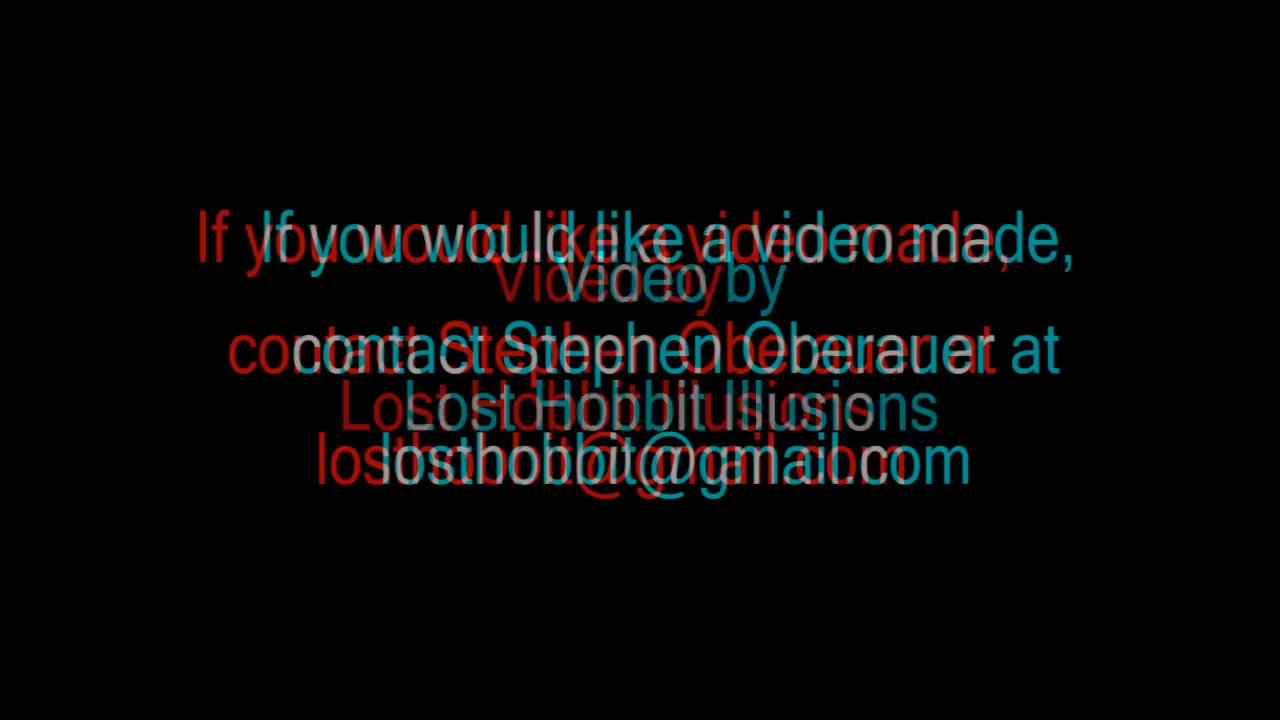 If you would like a video made,
Video by
contact Stephen Oberauer at
Lost Hobbit Illusions
losthobbit@gmail.com